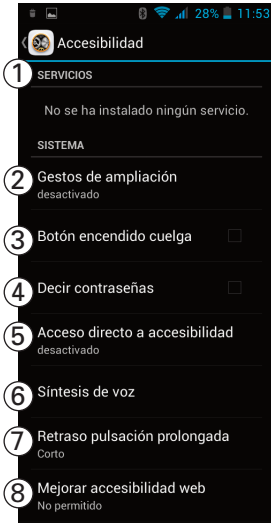 28% 11:53
Accesibilidad
1 SERVICIOS
No se ha instalado ningún servicio.
SISTEMA
2 Gestos de ampliación
desactivado
3 Botón encendido cuelga
4 Decir contraseñas
5 Acceso directo a accesibilidad
desactivado
6 Síntesis de voz
7 Retraso pulsación prolongada
Corto
8 Mejorar accesibilidad web
No permitido